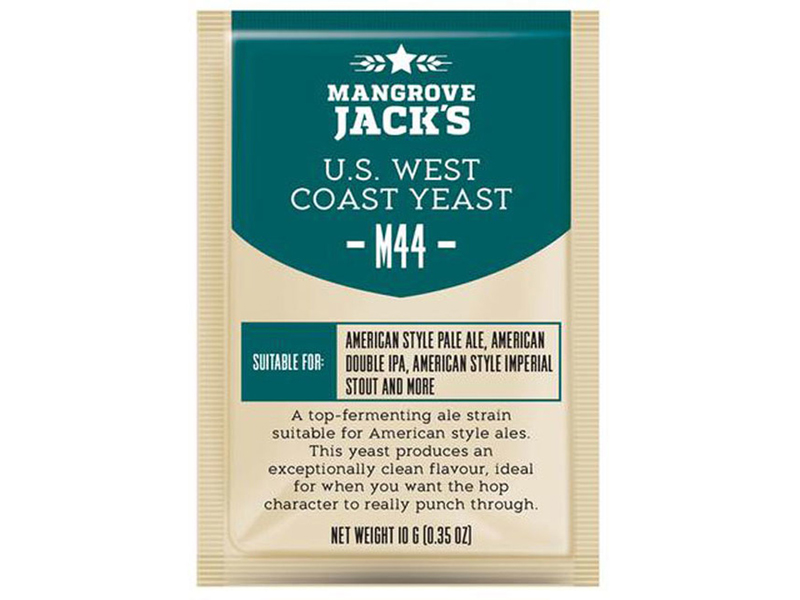 MANGROVE
JACK'S
U.S. WEST
COAST YEAST
- M44 -
SUITABLE FOR:
AMERICAN STYLE PALE ALE, AMERICAN
DOUBLE IPA, AMERICAN STYLE IMPERIAL
STOUT AND MORE
A top-fermenting ale strain
suitable for American style ales.
This yeast produces an
exceptionally clean flavour, ideal
for when you want the hop
character to really punch through.
NET WEIGHT 10 G (0.35 OZ)